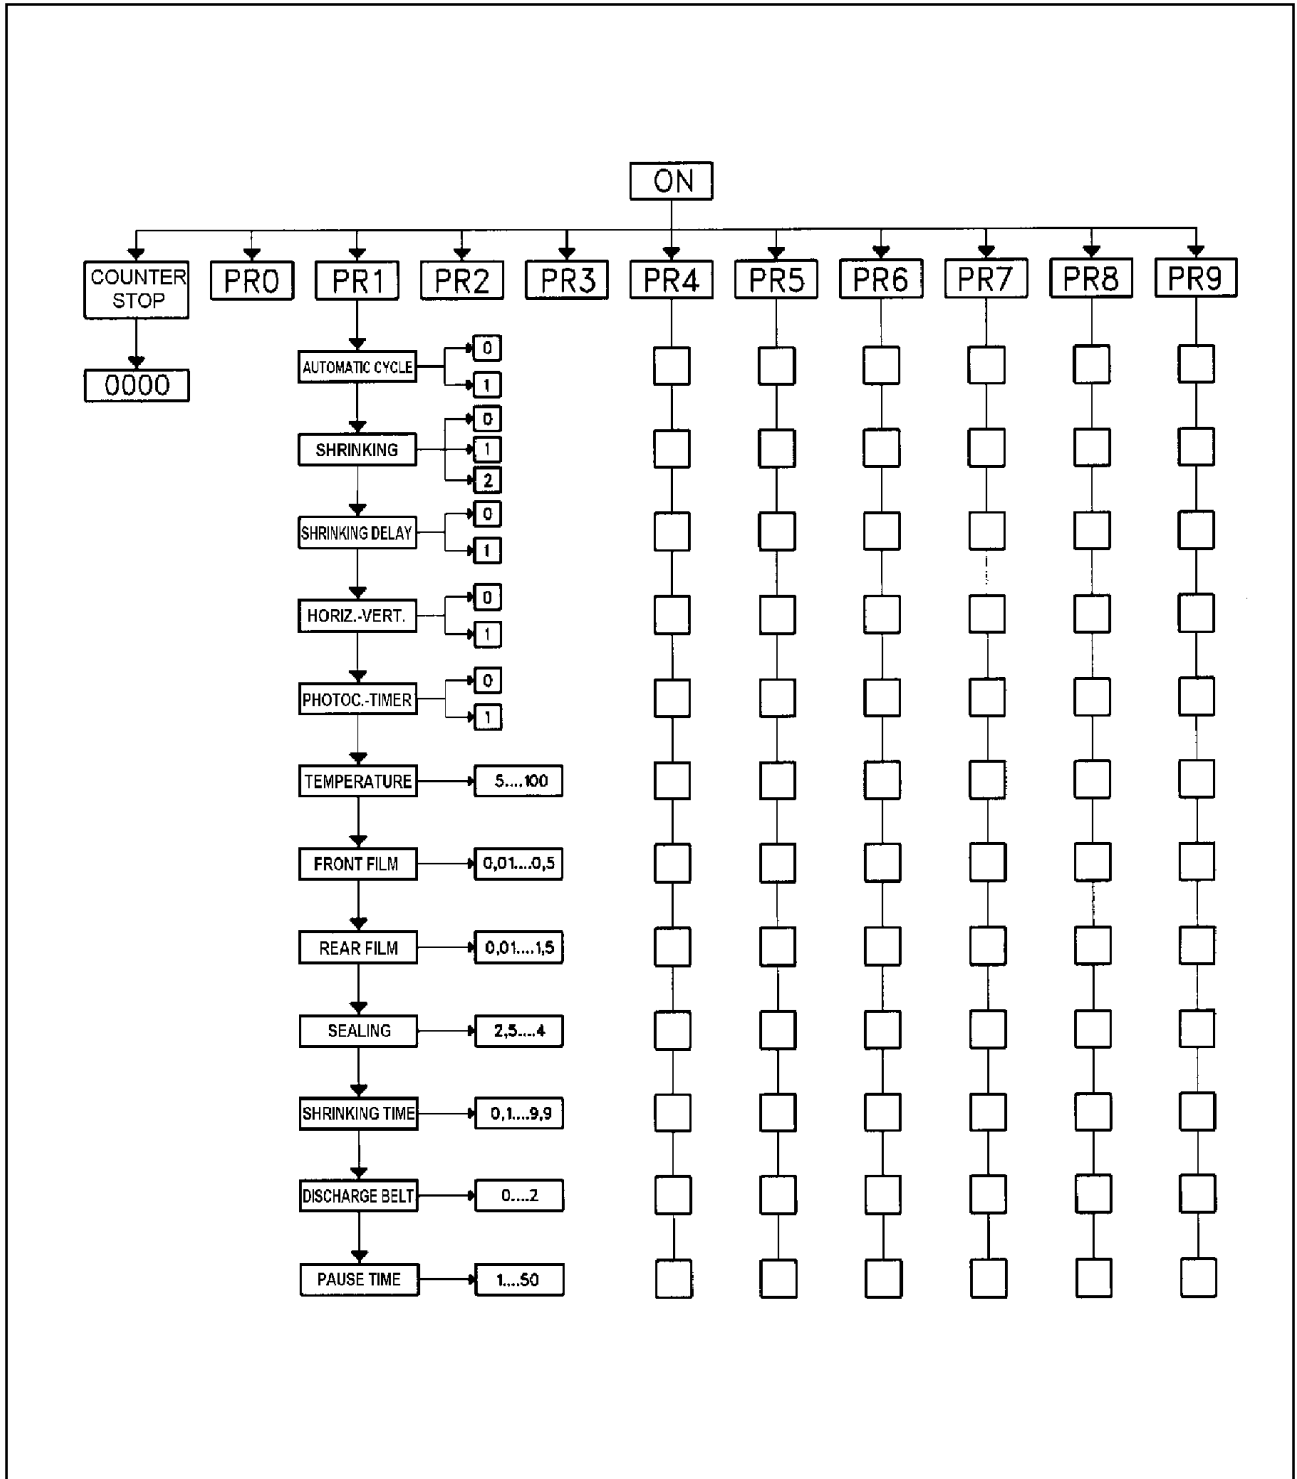 ON
COUNTER STOP
PR0 PR1 PR2 PR3 PR4 PR5 PR6 PR7 PR8 PR9
0000
AUTOMATIC CYCLE
0
1
SHRINKING
0
1
2
SHRINKING DELAY
0
1
HORIZ.-VERT.
0
1
PHOTOC.-TIMER
0
1
TEMPERATURE 5....100
FRONT FILM 0,01....0,5
REAR FILM 0,01....1,5
SEALING 2,5....4
SHRINKING TIME 0,1....9,9
DISCHARGE BELT 0....2
PAUSE TIME 1....50